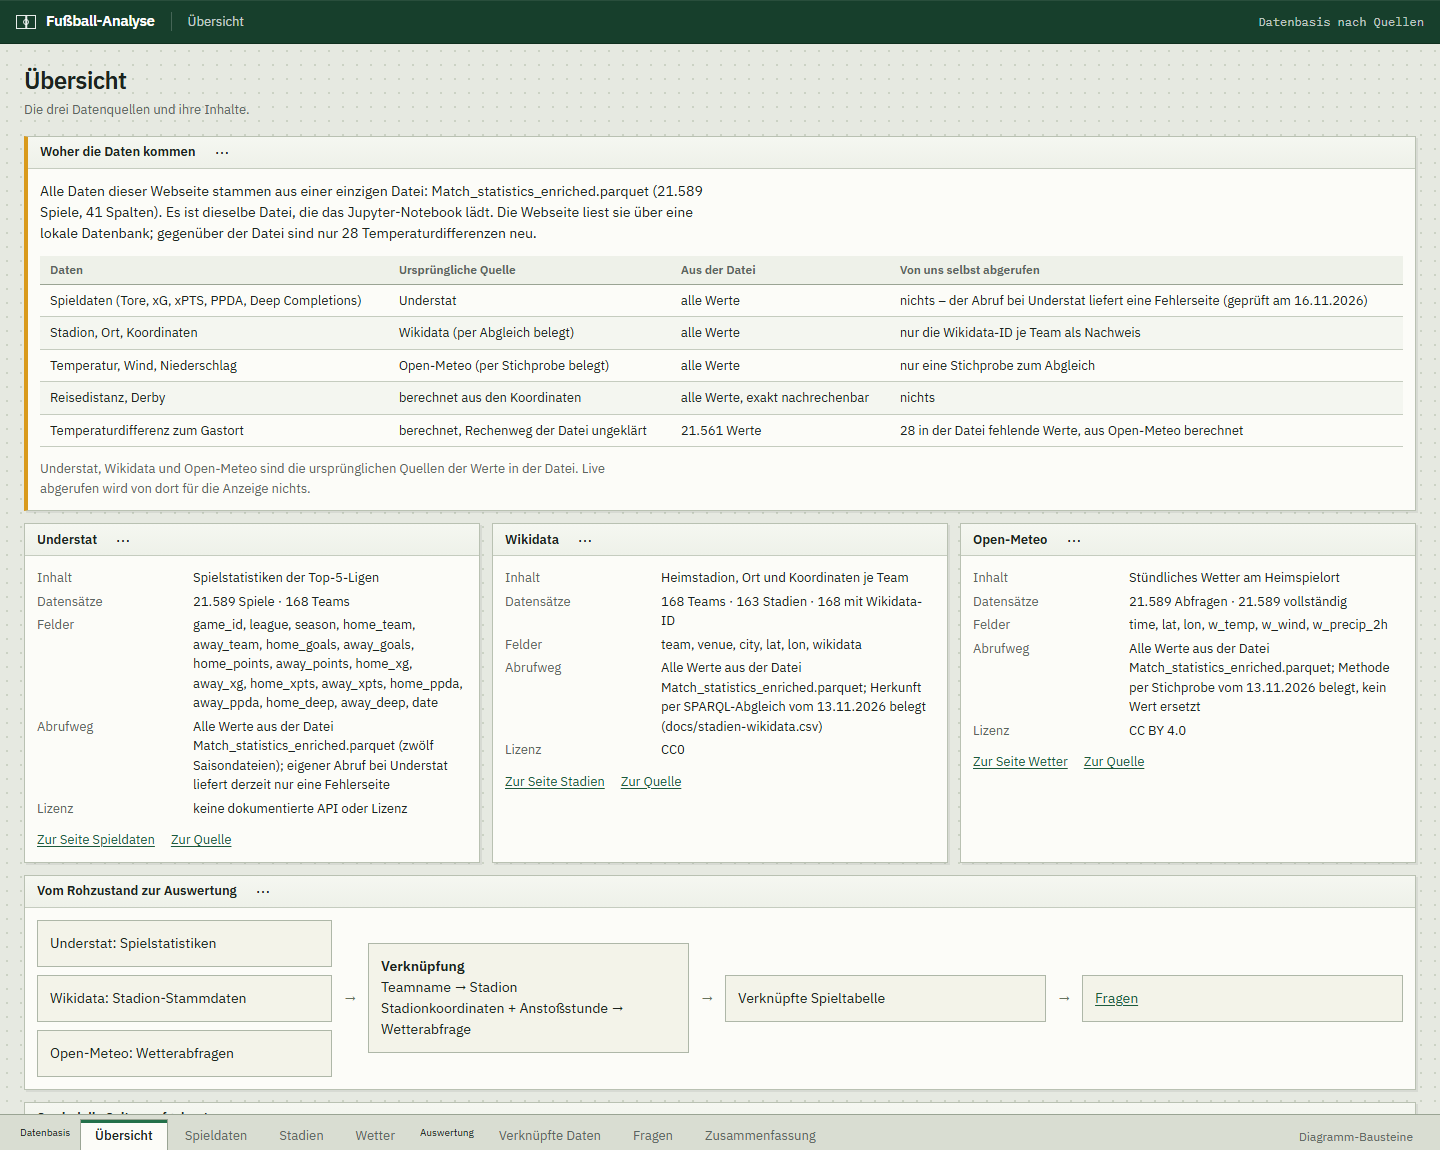 Fußball-Analyse
Übersicht
Datenbasis nach Quellen
Übersicht
Die drei Datenquellen und ihre Inhalte.
Woher die Daten kommen ...
Alle Daten dieser Webseite stammen aus einer einzigen Datei: Match_statistics_enriched.parquet (21.589
Spiele, 41 Spalten). Es ist dieselbe Datei, die das Jupyter-Notebook lädt. Die Webseite liest sie über eine
lokale Datenbank; gegenüber der Datei sind nur 28 Temperaturdifferenzen neu.
Daten Ursprüngliche Quelle Aus der Datei Von uns selbst abgerufen
Spieldaten (Tore, xG, xPTS, PPDA, Deep Completions) Understat alle Werte nichts – der Abruf bei Understat liefert eine Fehlerseite (geprüft am 16.11.2026)
Stadion, Ort, Koordinaten Wikidata (per Abgleich belegt) alle Werte nur die Wikidata-ID je Team als Nachweis
Temperatur, Wind, Niederschlag Open-Meteo (per Stichprobe belegt) alle Werte nur eine Stichprobe zum Abgleich
Reisedistanz, Derby berechnet aus den Koordinaten alle Werte, exakt nachrechenbar nichts
Temperaturdifferenz zum Gastort berechnet, Rechenweg der Datei ungeklärt 21.561 Werte 28 in der Datei fehlende Werte, aus Open-Meteo berechnet
Understat, Wikidata und Open-Meteo sind die ursprünglichen Quellen der Werte in der Datei. Live
abgerufen wird von dort für die Anzeige nichts.
Understat ...
Inhalt Spielstatistiken der Top-5-Ligen
Datensätze 21.589 Spiele · 168 Teams
Felder game_id, league, season, home_team,
away_team, home_goals, away_goals,
home_points, away_points, home_xg,
away_xg, home_xpts, away_xpts, home_ppda,
away_ppda, home_deep, away_deep, date
Abrufweg Alle Werte aus der Datei
Match_statistics_enriched.parquet (zwölf
Saisondateien); eigener Abruf bei Understat
liefert derzeit nur eine Fehlerseite
Lizenz keine dokumentierte API oder Lizenz
Zur Seite Spieldaten Zur Quelle
Wikidata ...
Inhalt Heimstadion, Ort und Koordinaten je Team
Datensätze 168 Teams · 163 Stadien · 168 mit Wikidata-
ID
Felder team, venue, city, lat, lon, wikidata
Abrufweg Alle Werte aus der Datei
Match_statistics_enriched.parquet; Herkunft
per SPARQL-Abgleich vom 13.11.2026 belegt
(docs/stadien-wikidata.csv)
Lizenz CC0
Zur Seite Stadien Zur Quelle
Open-Meteo ...
Inhalt Stündliches Wetter am Heimspielort
Datensätze 21.589 Abfragen · 21.589 vollständig
Felder time, lat, lon, w_temp, w_wind, w_precip_2h
Abrufweg Alle Werte aus der Datei
Match_statistics_enriched.parquet; Methode
per Stichprobe vom 13.11.2026 belegt, kein
Wert ersetzt
Lizenz CC BY 4.0
Zur Seite Wetter Zur Quelle
Vom Rohzustand zur Auswertung ...
Understat: Spielstatistiken
Wikidata: Stadion-Stammdaten
Open-Meteo: Wetterabfragen
→
Verknüpfung
Teamname → Stadion
Stadionkoordinaten + Anstoßstunde →
Wetterabfrage
→
Verknüpfte Spieltabelle
→
Fragen
Datenbasis Übersicht Spieldaten Stadien Wetter Auswertung Verknüpfte Daten Fragen Zusammenfassung Diagramm-Bausteine